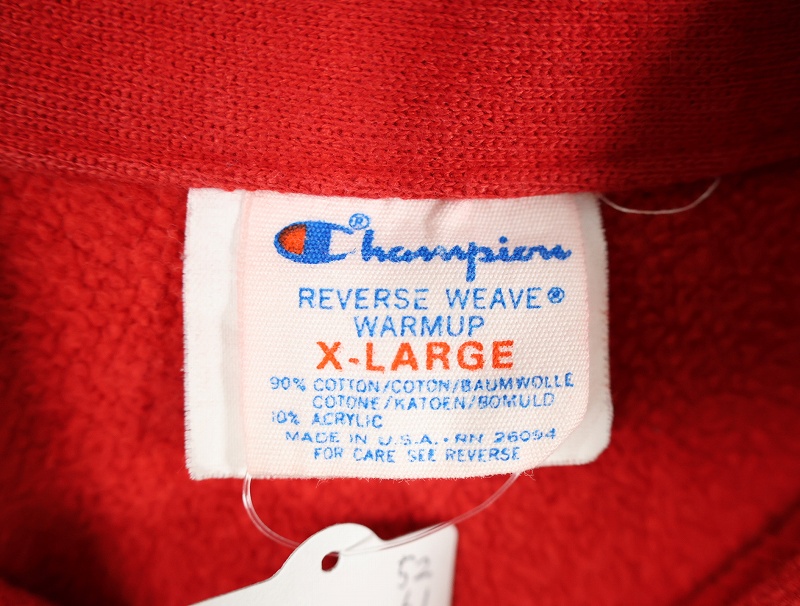 Champion®
REVERSE WEAVE®
WARMUP
X-LARGE
90% COTTON/COTON/BAUMWOLLE
COTONE/KATOEN/BOMULD
10% ACRYLIC
MADE IN U.S.A. · RN 26094
FOR CARE SEE REVERSE
52